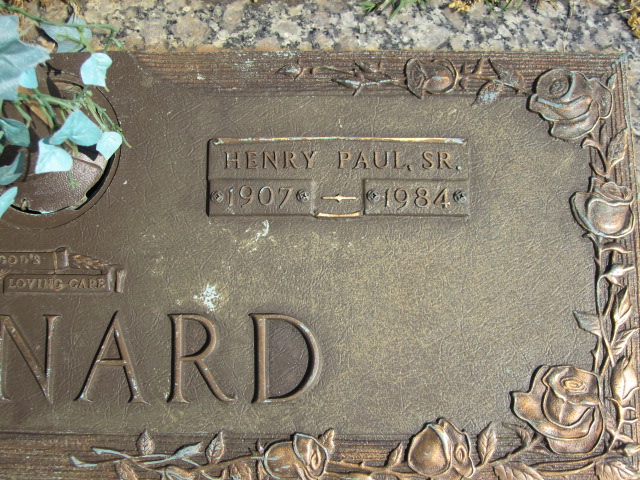 HENRY PAUL, SR.
1907 1984
GOD'S
LOVING CARE
NARD